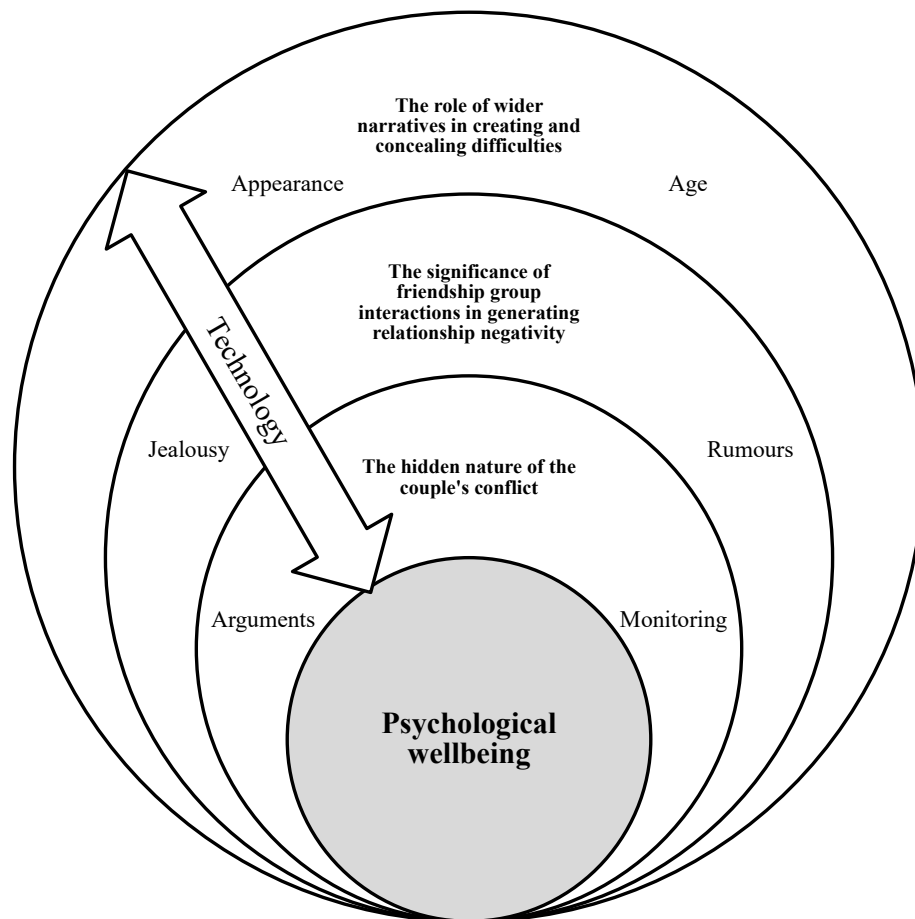 The role of wider
narratives in creating and
concealing difficulties
Appearance
Age
The significance of
friendship group
interactions in generating
relationship negativity
Technology
Jealousy
Rumours
The hidden nature of the
couple's conflict
Arguments
Monitoring
Psychological
wellbeing